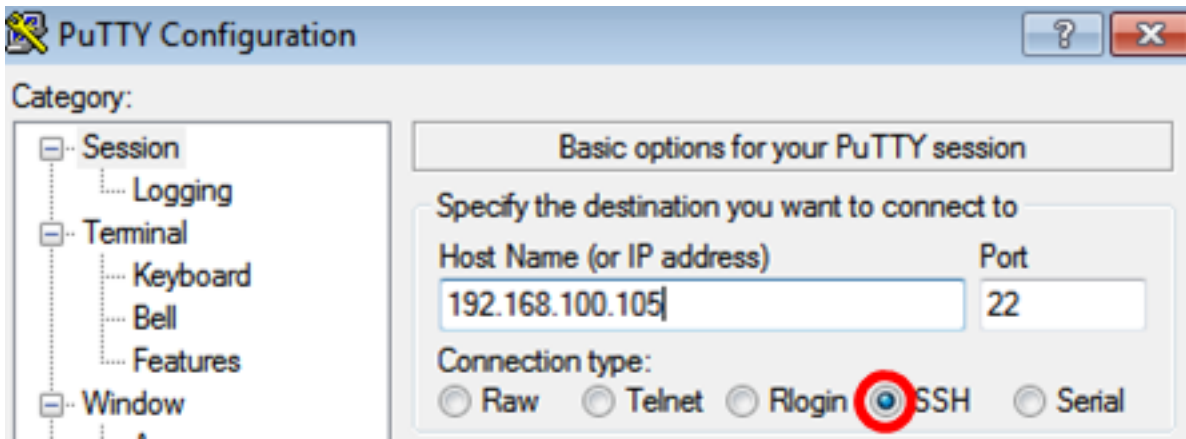 PuTTY Configuration
Category:
Session
Logging
Terminal
Keyboard
Bell
Features
Window
Basic options for your PuTTY session
Specify the destination you want to connect to
Host Name (or IP address) Port
192.168.100.105 22
Connection type:
Raw Telnet Rlogin SSH Serial